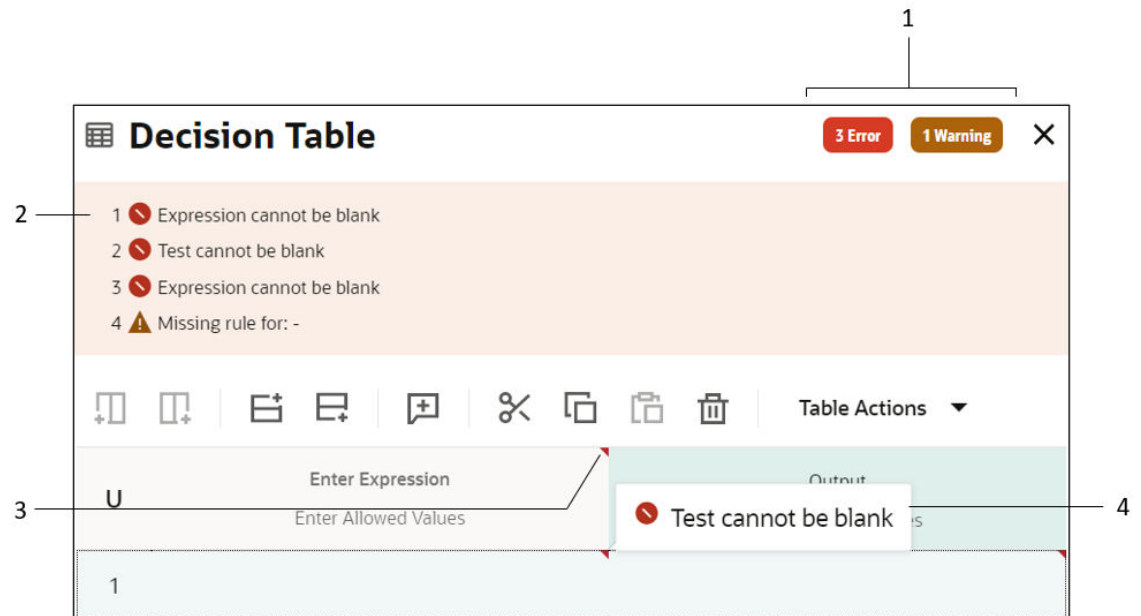 1
Decision Table
3 Error
1 Warning
2
1 Expression cannot be blank
2 Test cannot be blank
3 Expression cannot be blank
4 Missing rule for: -
Table Actions
U
Enter Expression
Output
Enter Allowed Values
3
Test cannot be blank
4
1